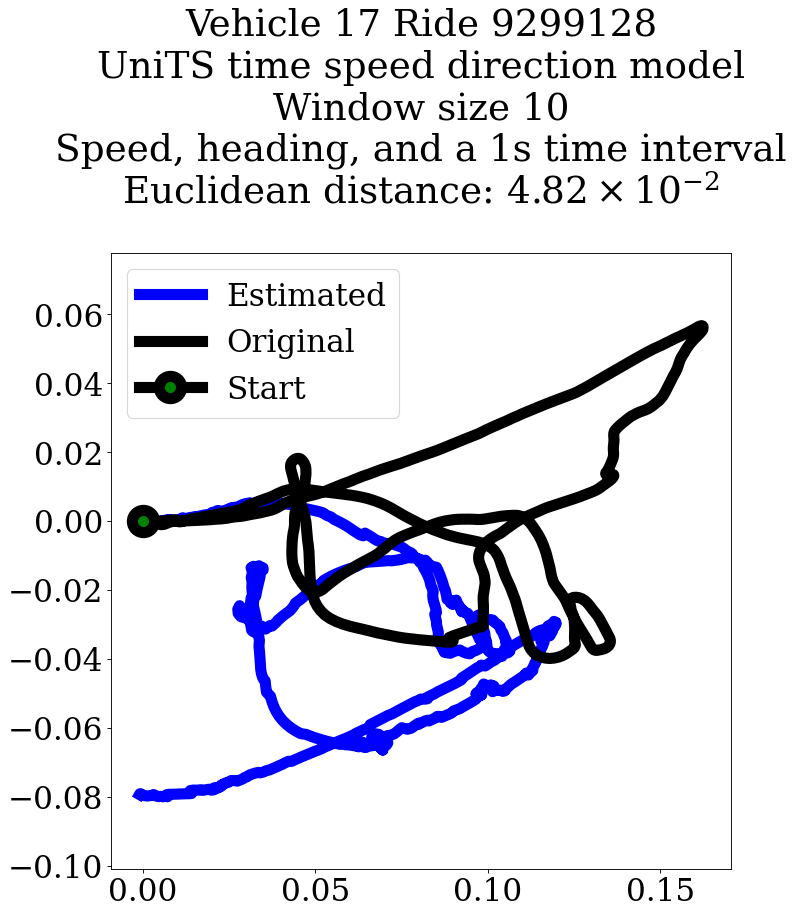 Vehicle 17 Ride 9299128
UniTS time speed direction model
Window size 10
Speed, heading, and a 1s time interval
Euclidean distance: 4.82 × 10⁻²
Estimated
Original
Start
0.06
0.04
0.02
0.00
−0.02
−0.04
−0.06
−0.08
−0.10
0.00 0.05 0.10 0.15